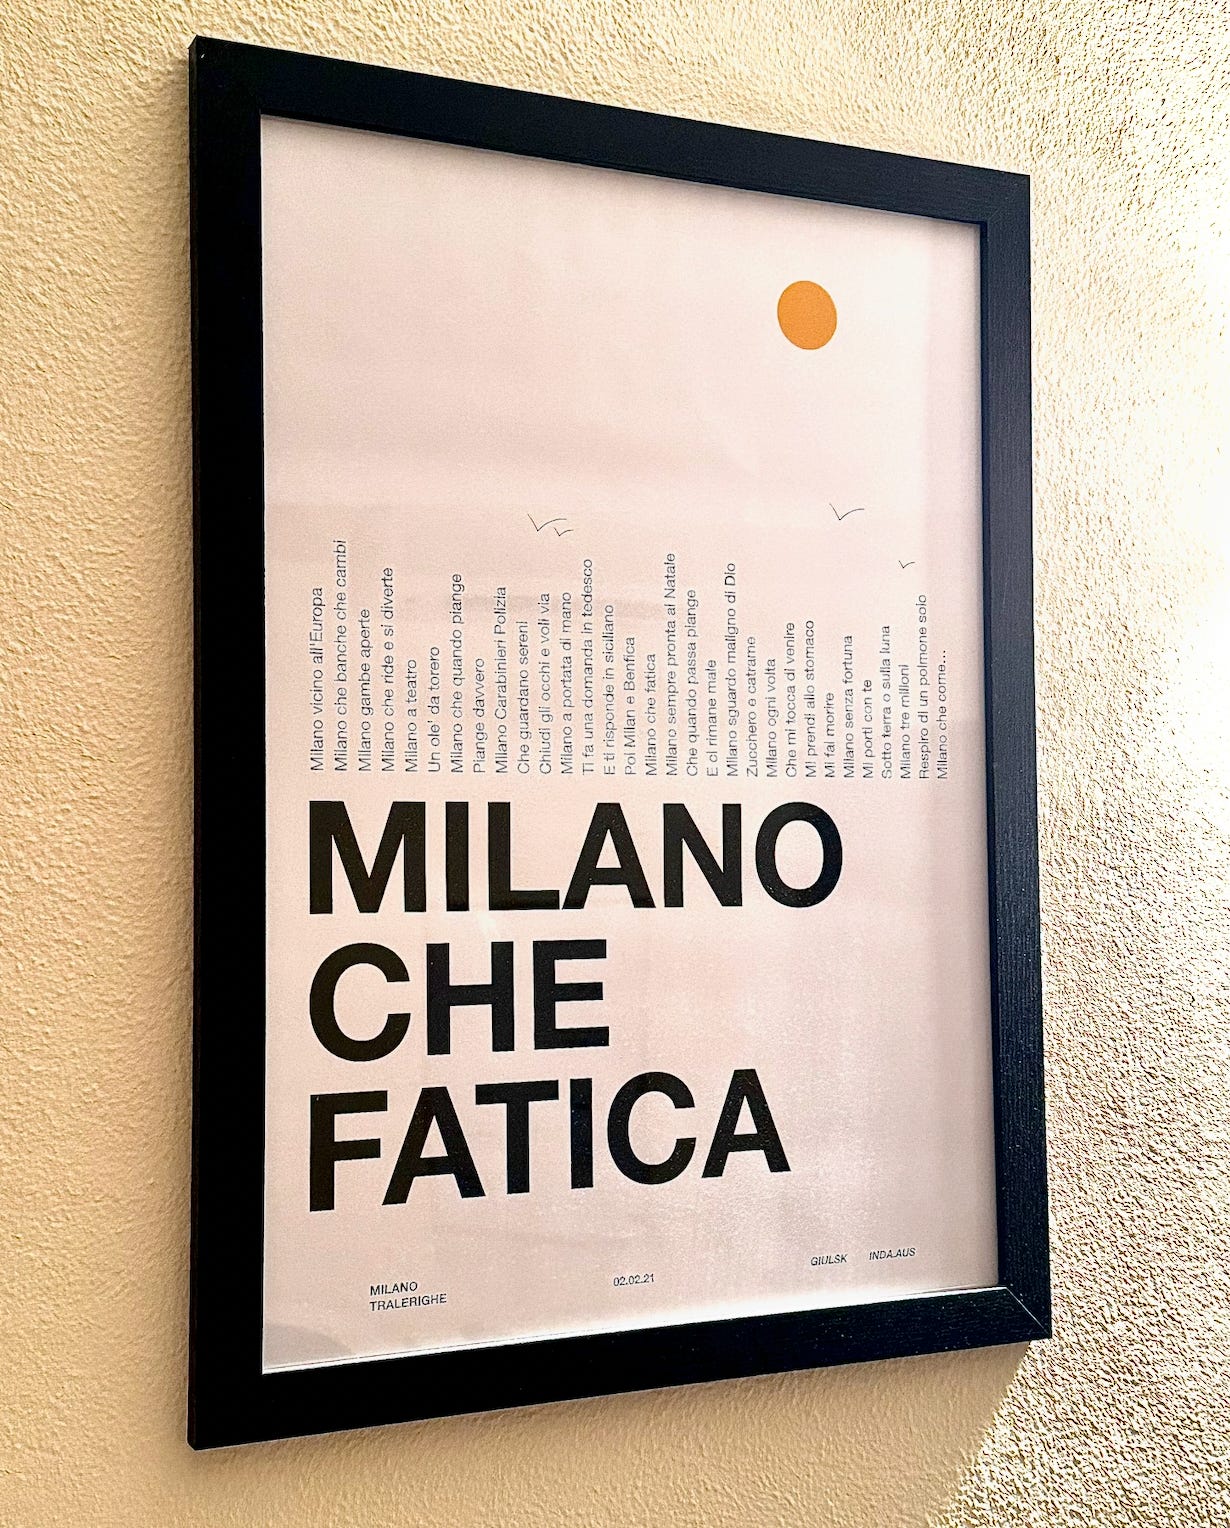 Milano vicino all'Europa
Milano che banche che cambi
Milano gambe aperte
Milano che ride e si diverte
Milano a teatro
Un ole' da torero
Milano che quando piange
Piange davvero
Milano Carabinieri Polizia
Che guardano sereni
Chiudi gli occhi e voli via
Milano a portata di mano
Ti fa una domanda in tedesco
E ti risponde in siciliano
Poi Milan e Benfica
Milano che fatica
Milano sempre pronta al Natale
Che quando passa piange
E ci rimane male
Milano sguardo maligno di Dio
Zucchero e catrame
Milano ogni volta
Che mi tocca di venire
Mi prendi allo stomaco
Mi fai morire
Milano senza fortuna
Mi porti con te
Sotto terra o sulla luna
Milano tre milioni
Respiro di un polmone solo
Milano che come...
MILANO
CHE
FATICA
MILANO
TRALERIGHE
02.02.21
GIULSK INDA.AUS